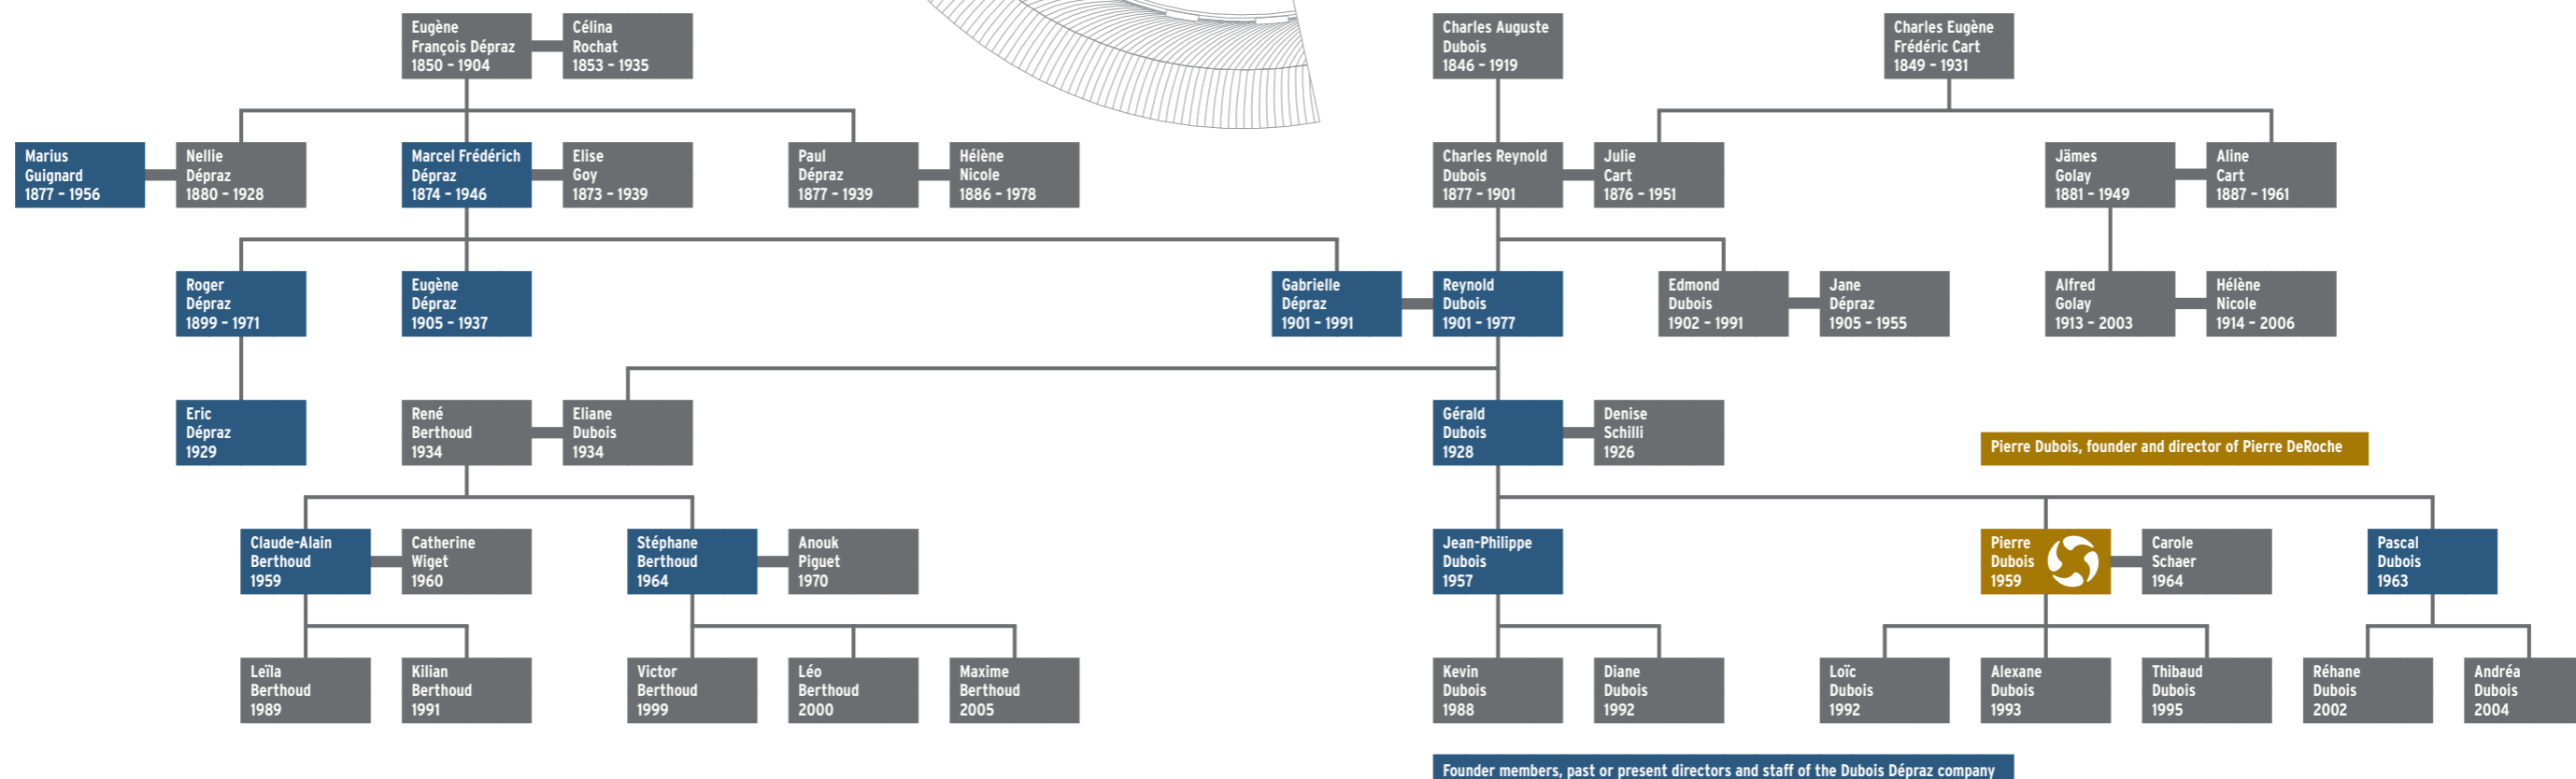 Eugène
François Dépraz
1850 – 1904
Célina
Rochat
1853 – 1935
Charles Auguste
Dubois
1846 – 1919
Charles Eugène
Frédéric Cart
1849 – 1931
Marius
Guignard
1877 – 1956
Nellie
Dépraz
1880 – 1928
Marcel Frédérich
Dépraz
1874 – 1946
Elise
Goy
1873 – 1939
Paul
Dépraz
1877 – 1939
Hélène
Nicole
1886 – 1978
Charles Reynold
Dubois
1877 – 1901
Julie
Cart
1876 – 1951
Jämes
Golay
1881 – 1949
Aline
Cart
1887 – 1961
Roger
Dépraz
1899 – 1971
Eugène
Dépraz
1905 – 1937
Gabrielle
Dépraz
1901 – 1991
Reynold
Dubois
1901 – 1977
Edmond
Dubois
1902 – 1991
Jane
Dépraz
1905 – 1955
Alfred
Golay
1913 – 2003
Hélène
Nicole
1914 – 2006
Eric
Dépraz
1929
René
Berthoud
1934
Eliane
Dubois
1934
Gérald
Dubois
1928
Denise
Schilli
1926
Pierre Dubois, founder and director of Pierre DeRoche
Claude-Alain
Berthoud
1959
Catherine
Wiget
1960
Stéphane
Berthoud
1964
Anouk
Piguet
1970
Jean-Philippe
Dubois
1957
Pierre
Dubois
1959
Carole
Schaer
1964
Pascal
Dubois
1963
Leïla
Berthoud
1989
Kilian
Berthoud
1991
Victor
Berthoud
1999
Léo
Berthoud
2000
Maxime
Berthoud
2005
Kevin
Dubois
1988
Diane
Dubois
1992
Loïc
Dubois
1992
Alexane
Dubois
1993
Thibaud
Dubois
1995
Réhane
Dubois
2002
Andréa
Dubois
2004
Founder members, past or present directors and staff of the Dubois Dépraz company